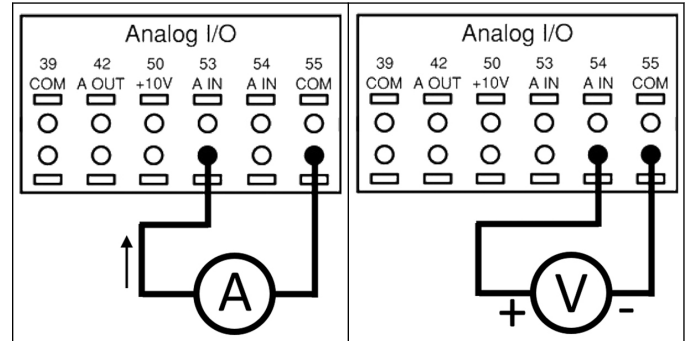 Analog I/O
39 42 50 53 54 55
COM A OUT +10V A IN A IN COM
A
Analog I/O
39 42 50 53 54 55
COM A OUT +10V A IN A IN COM
+ V -